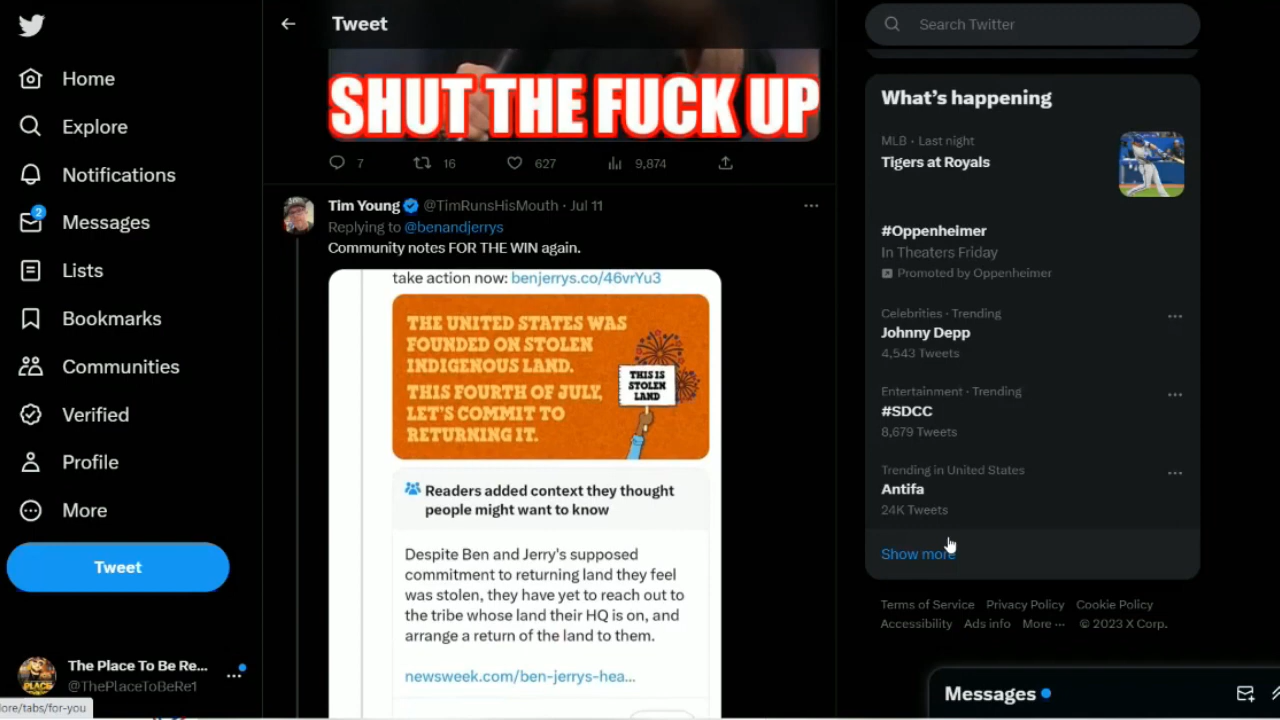 Home
Explore
Notifications
2
Messages
Lists
Bookmarks
Communities
Verified
Profile
More
Tweet
The Place To Be Re...
@ThePlaceToBeRe1
Tweet
SHUT THE FUCK UP
7
16
627
9,874
Tim Young @TimRunsHisMouth · Jul 11
Replying to @benandjerrys
Community notes FOR THE WIN again.
take action now: benjerrys.co/46vrYu3
THE UNITED STATES WAS
FOUNDED ON STOLEN
INDIGENOUS LAND.
THIS FOURTH OF JULY,
LET'S COMMIT TO
RETURNING IT.
THIS IS
STOLEN
LAND
Readers added context they thought
people might want to know
Despite Ben and Jerry's supposed
commitment to returning land they feel
was stolen, they have yet to reach out to
the tribe whose land their HQ is on, and
arrange a return of the land to them.
newsweek.com/ben-jerrys-hea...
Search Twitter
What's happening
MLB · Last night
Tigers at Royals
#Oppenheimer
In Theaters Friday
Promoted by Oppenheimer
Celebrities · Trending
Johnny Depp
4,543 Tweets
Entertainment · Trending
#SDCC
8,679 Tweets
Trending in United States
Antifa
24K Tweets
Show more
Terms of Service Privacy Policy Cookie Policy
Accessibility Ads info More ··· © 2023 X Corp.
Messages